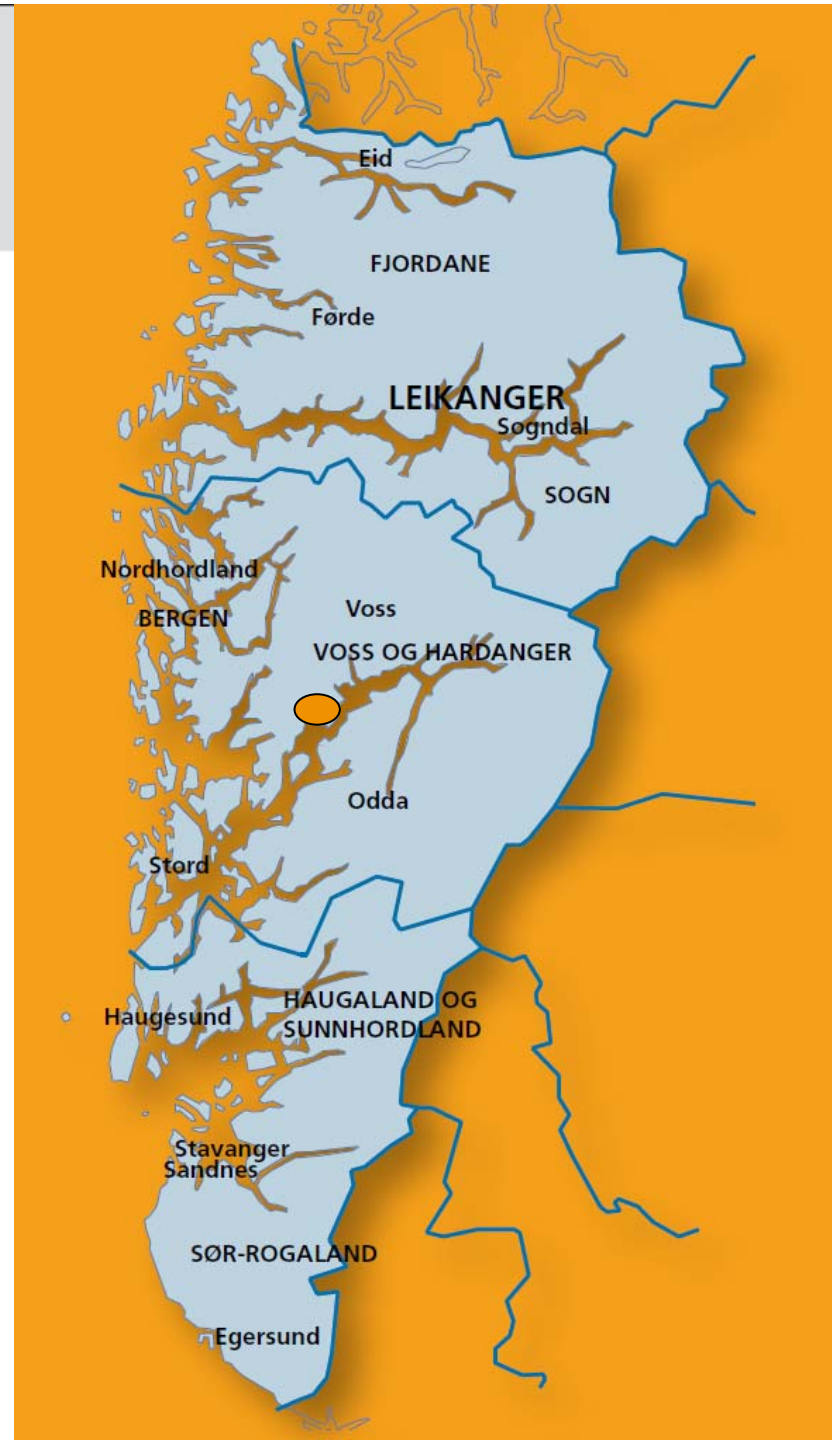 Eid
FJORDANE
Førde
LEIKANGER
Sogndal
SOGN
Nordhordland
BERGEN
Voss
VOSS OG HARDANGER
Odda
Stord
HAUGALAND OG
SUNNHORDLAND
Haugesund
Stavanger
Sandnes
SØR-ROGALAND
Egersund